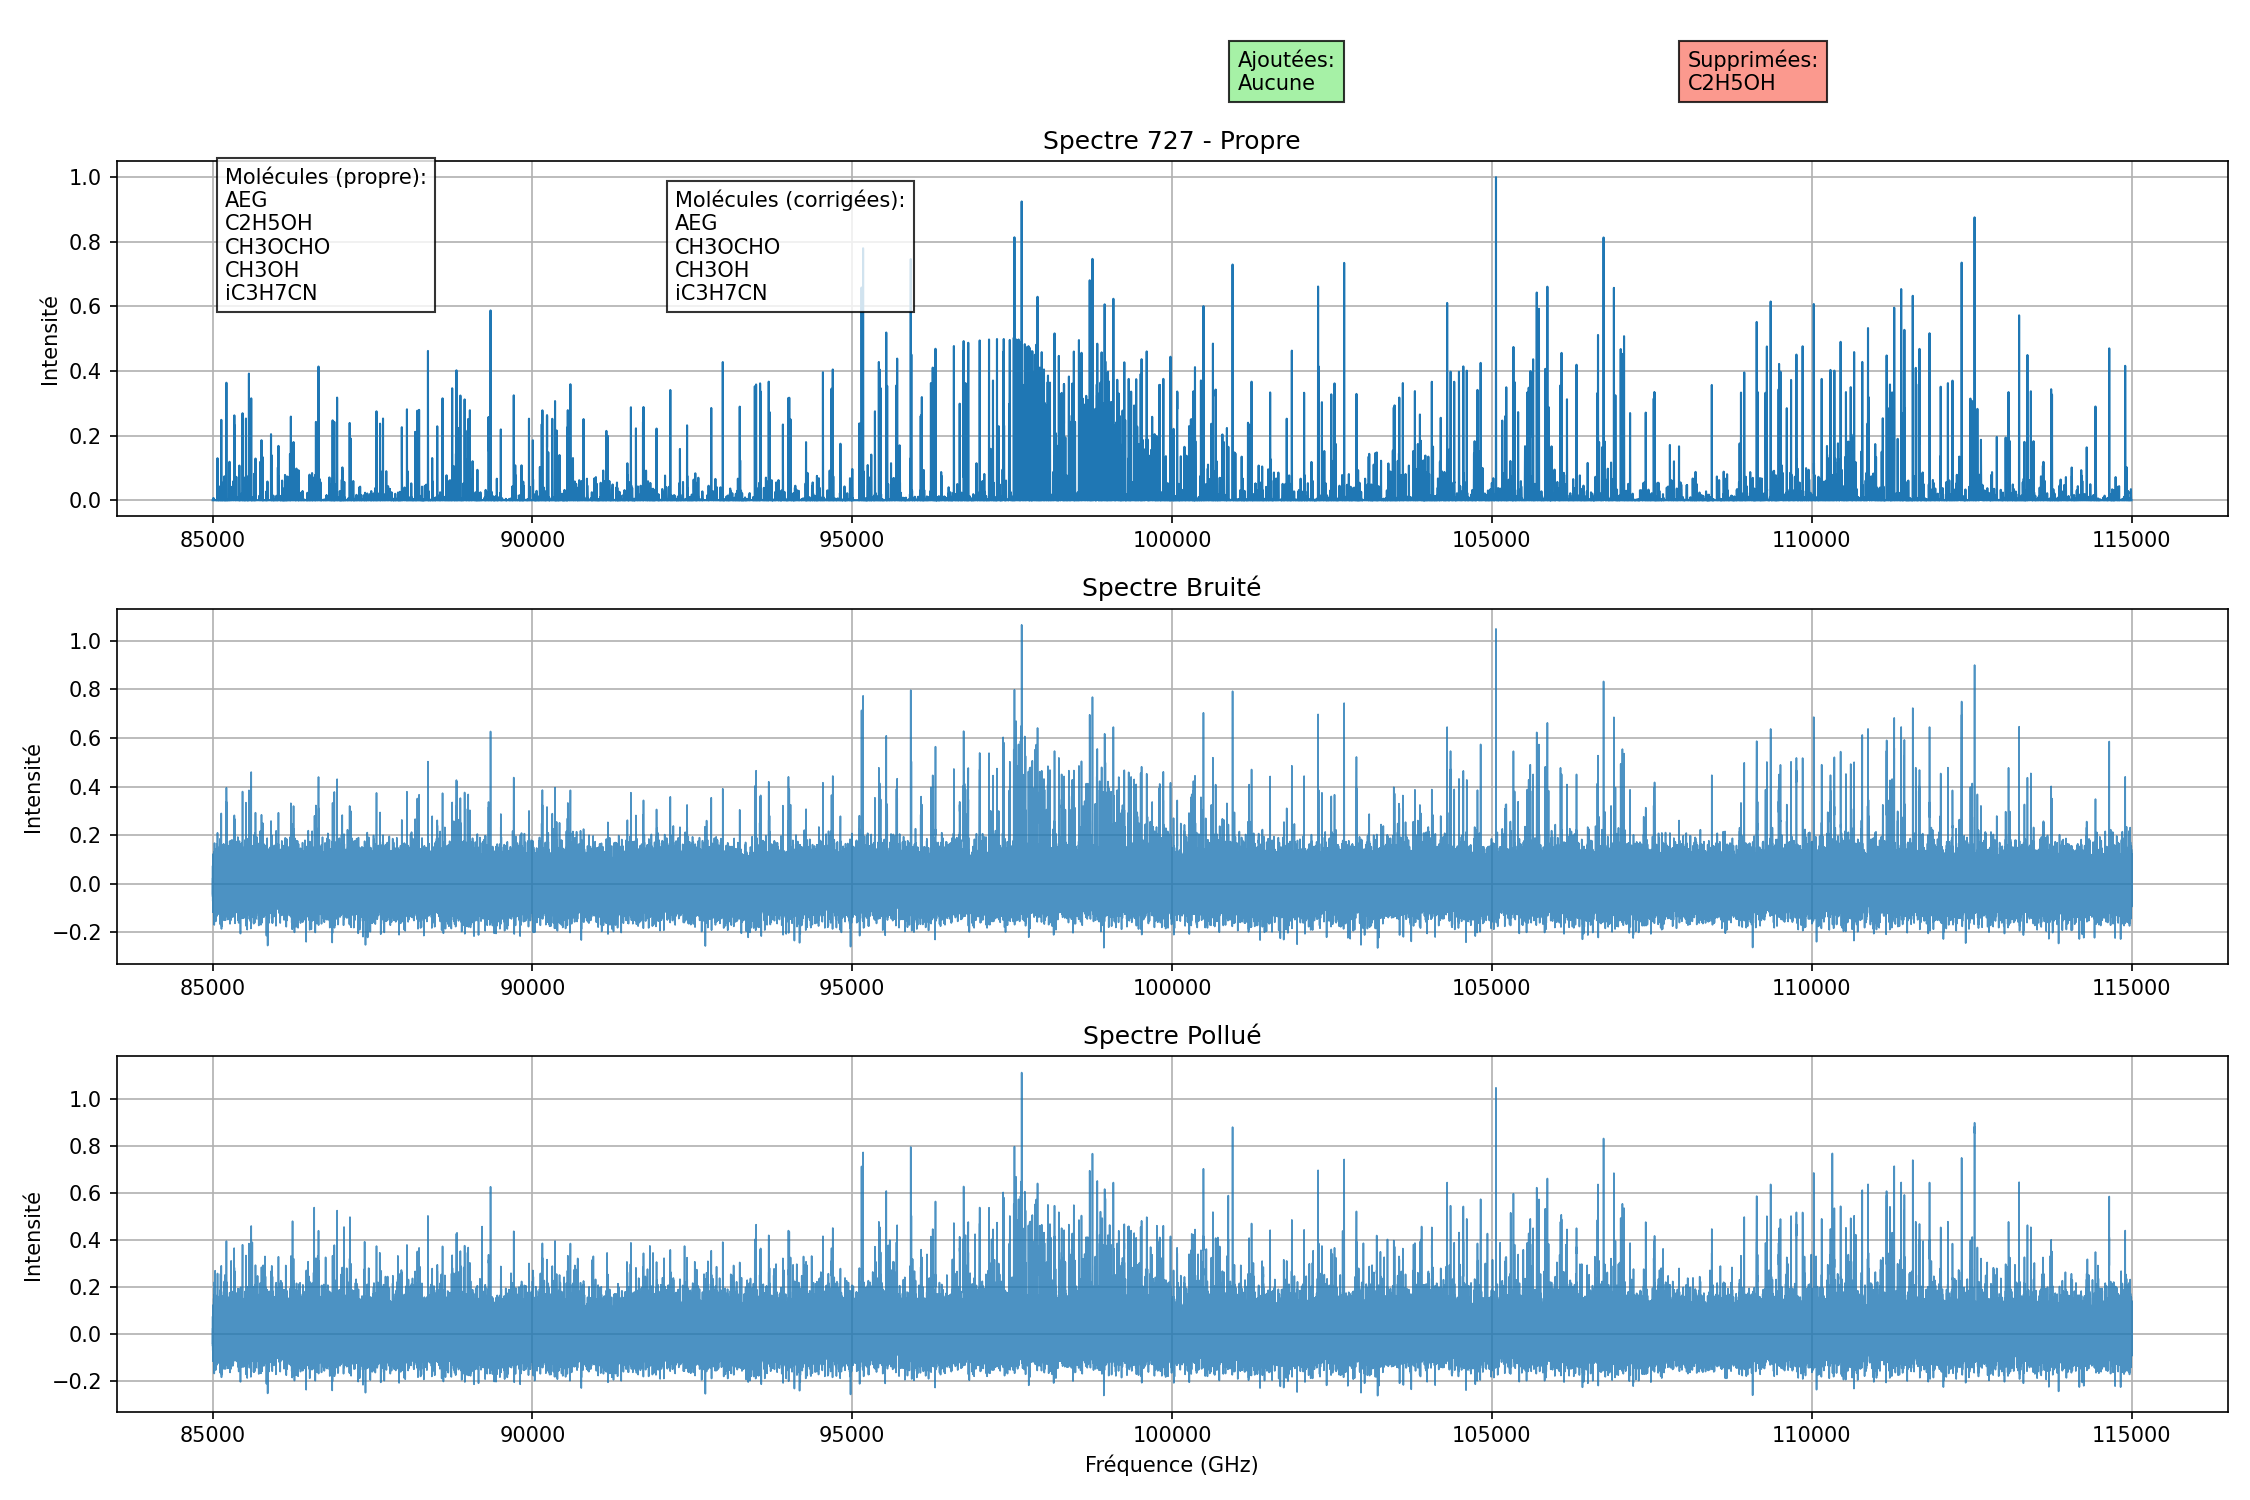 Ajoutées:
Aucune
Supprimées:
C2H5OH
Spectre 727 - Propre
Molécules (propre):
AEG
C2H5OH
CH3OCHO
CH3OH
iC3H7CN
Molécules (corrigées):
AEG
CH3OCHO
CH3OH
iC3H7CN
Intensité
1.0
0.8
0.6
0.4
0.2
0.0
85000 90000 95000 100000 105000 110000 115000
Spectre Bruité
Intensité
1.0
0.8
0.6
0.4
0.2
0.0
−0.2
85000 90000 95000 100000 105000 110000 115000
Spectre Pollué
Intensité
1.0
0.8
0.6
0.4
0.2
0.0
−0.2
85000 90000 95000 100000 105000 110000 115000
Fréquence (GHz)